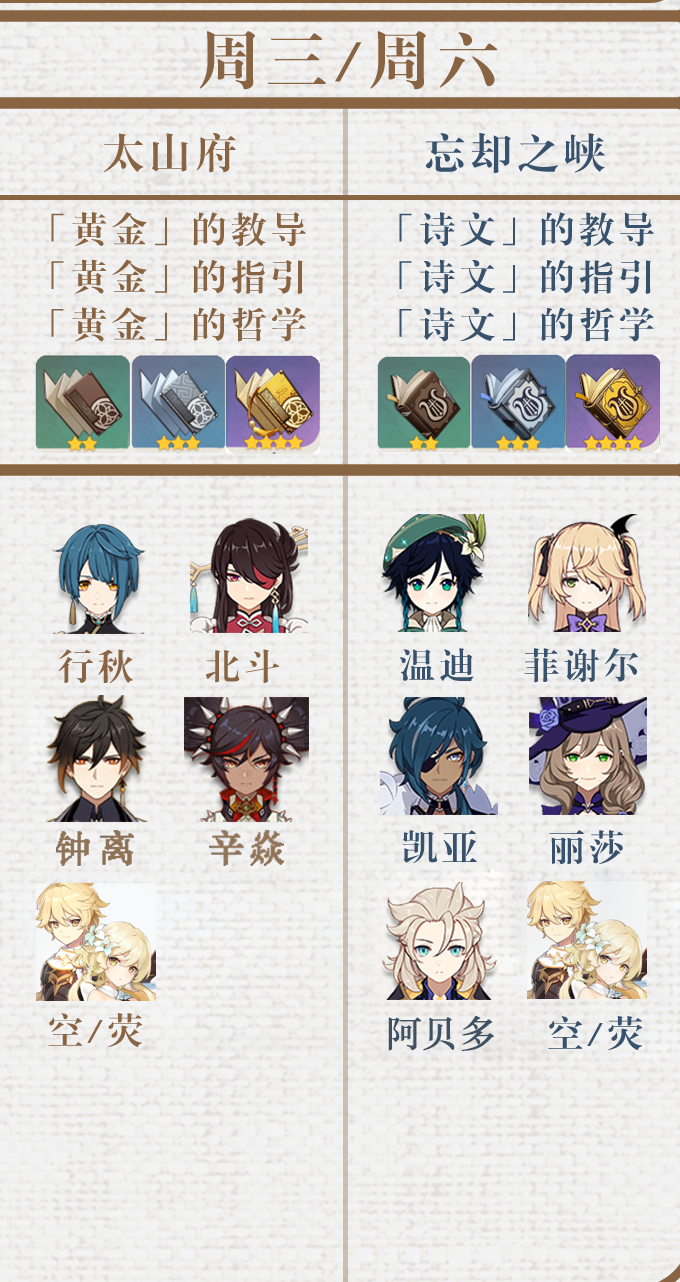 周三/周六
太山府
忘却之峡
「黄金」的教导
「黄金」的指引
「黄金」的哲学
「诗文」的教导
「诗文」的指引
「诗文」的哲学
行秋
北斗
钟离
辛焱
空/荧
温迪
菲谢尔
凯亚
丽莎
阿贝多
空/荧